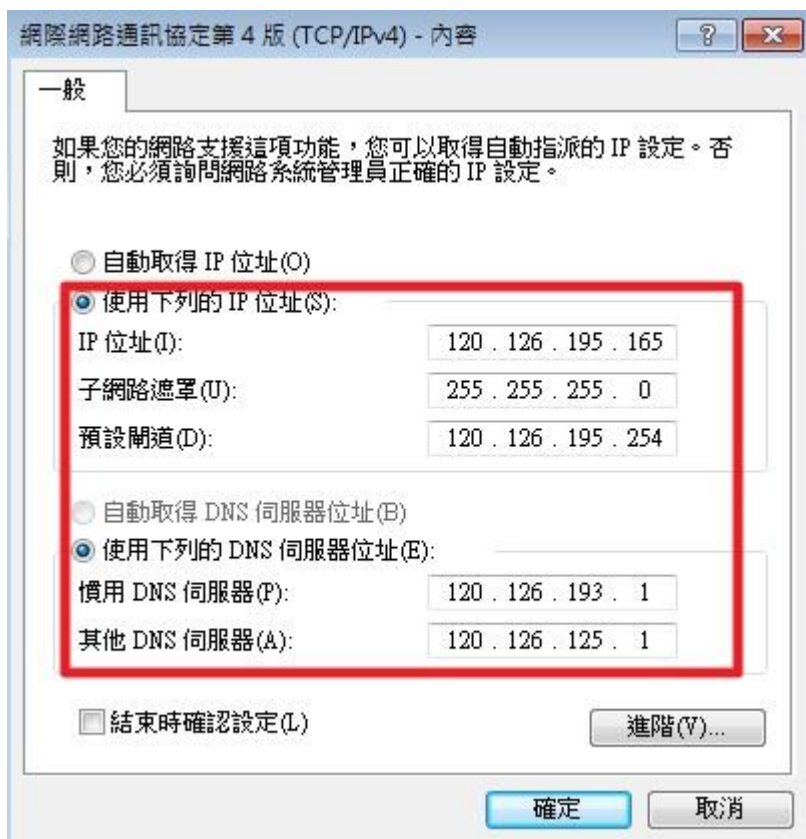 網際網路通訊協定第 4 版 (TCP/IPv4) - 內容
一般
如果您的網路支援這項功能，您可以取得自動指派的 IP 設定。否
則，您必須詢問網路系統管理員正確的 IP 設定。
自動取得 IP 位址(O)
使用下列的 IP 位址(S):
IP 位址(I): 120 . 126 . 195 . 165
子網路遮罩(U): 255 . 255 . 255 . 0
預設閘道(D): 120 . 126 . 195 . 254
自動取得 DNS 伺服器位址(B)
使用下列的 DNS 伺服器位址(E):
慣用 DNS 伺服器(P): 120 . 126 . 193 . 1
其他 DNS 伺服器(A): 120 . 126 . 125 . 1
結束時確認設定(L)
進階(V)...
確定 取消